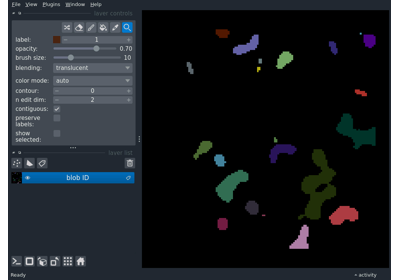 File View Plugins Window Help
layer controls
label: 1
opacity: 0.70
brush size: 10
blending: translucent
color mode: auto
contour: 0
n edit dim: 2
contiguous:
preserve
labels:
show
selected:
layer list
blob ID
Ready
activity